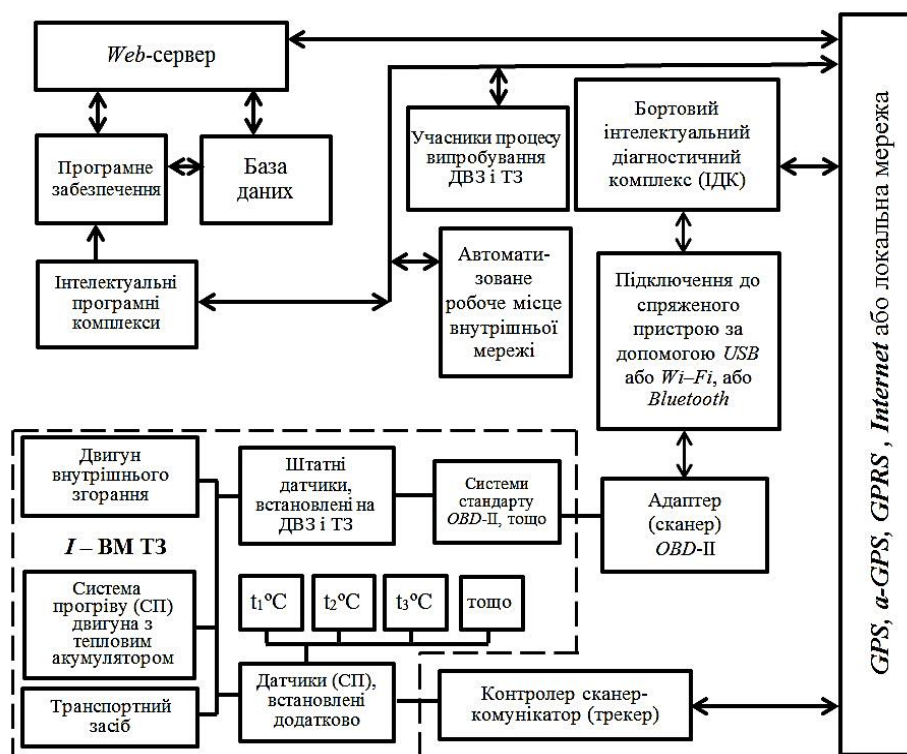 Web-сервер
Програмне
забезпечення
База
даних
Інтелектуальні
програмні
комплекси
Учасники процесу
випробування
ДВЗ і ТЗ
Автомати-
зоване
робоче місце
внутрішньої
мережі
Бортовий
інтелектуальний
діагностичний
комплекс (ІДК)
Підключення до
спряженого
пристрою за
допомогою USB
або Wi–Fi, або
Bluetooth
Адаптер
(сканер)
OBD-II
GPS, a-GPS, GPRS , Internet або локальна мережа
Двигун
внутрішнього
згорання
I – ВМ ТЗ
Система
прогріву (СП)
двигуна з
тепловим
акумулятором
Транспортний
засіб
Штатні
датчики,
встановлені на
ДВЗ і ТЗ
Системи
стандарту
OBD-II, тощо
t₁ºC
t₂ºC
t₃ºC
тощо
Датчики (СП),
встановлені
додатково
Контролер сканер-
комунікатор (трекер)